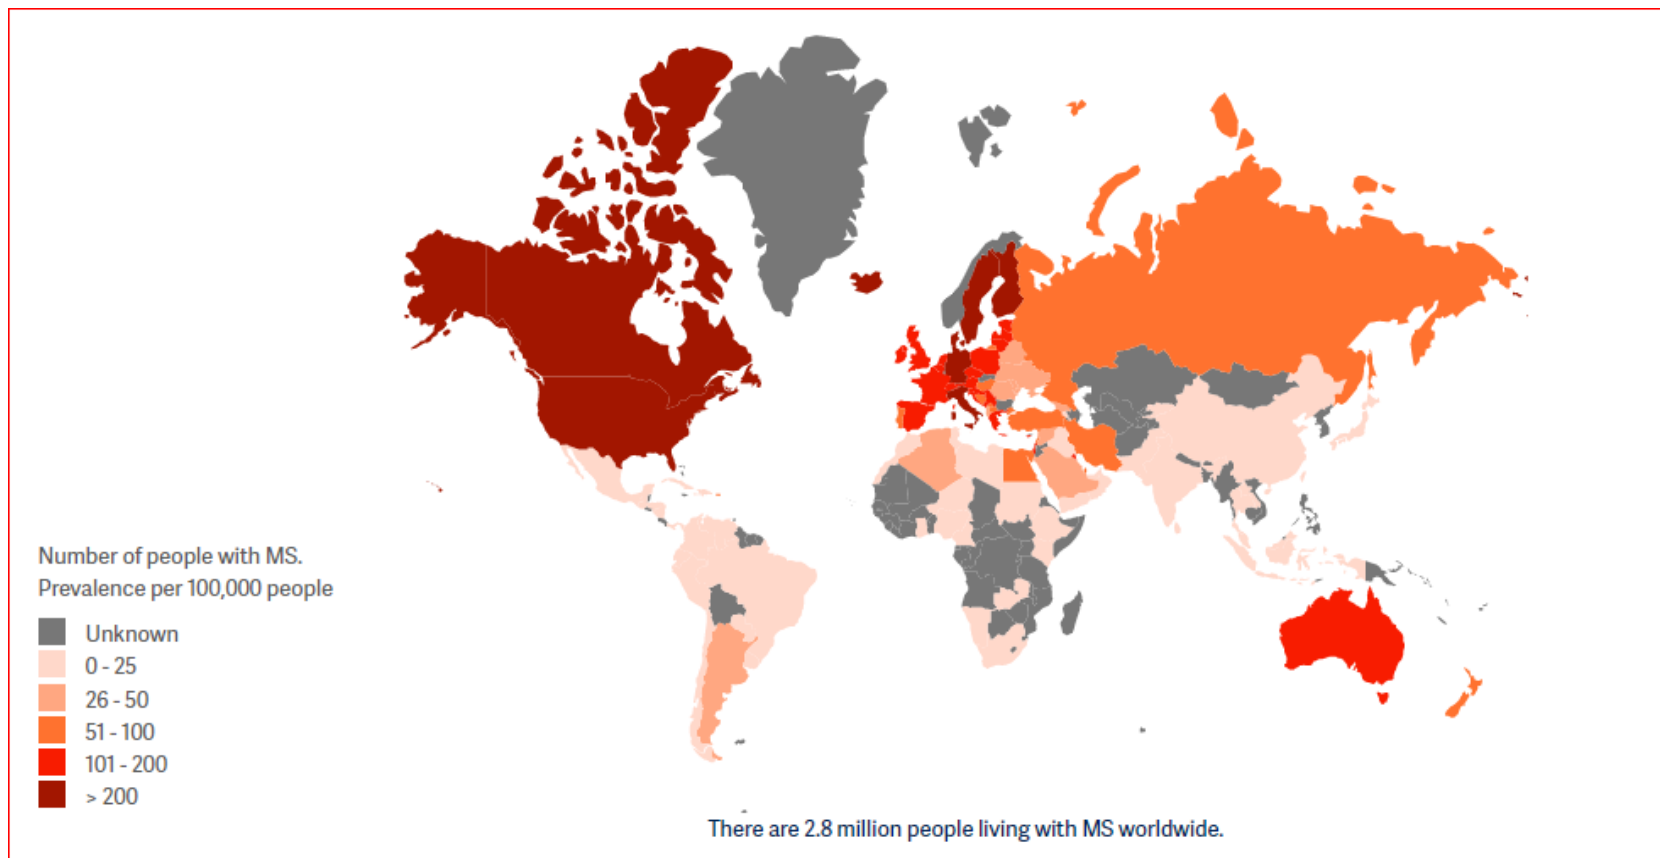 Number of people with MS.
Prevalence per 100,000 people
Unknown
0 - 25
26 - 50
51 - 100
101 - 200
> 200
There are 2.8 million people living with MS worldwide.